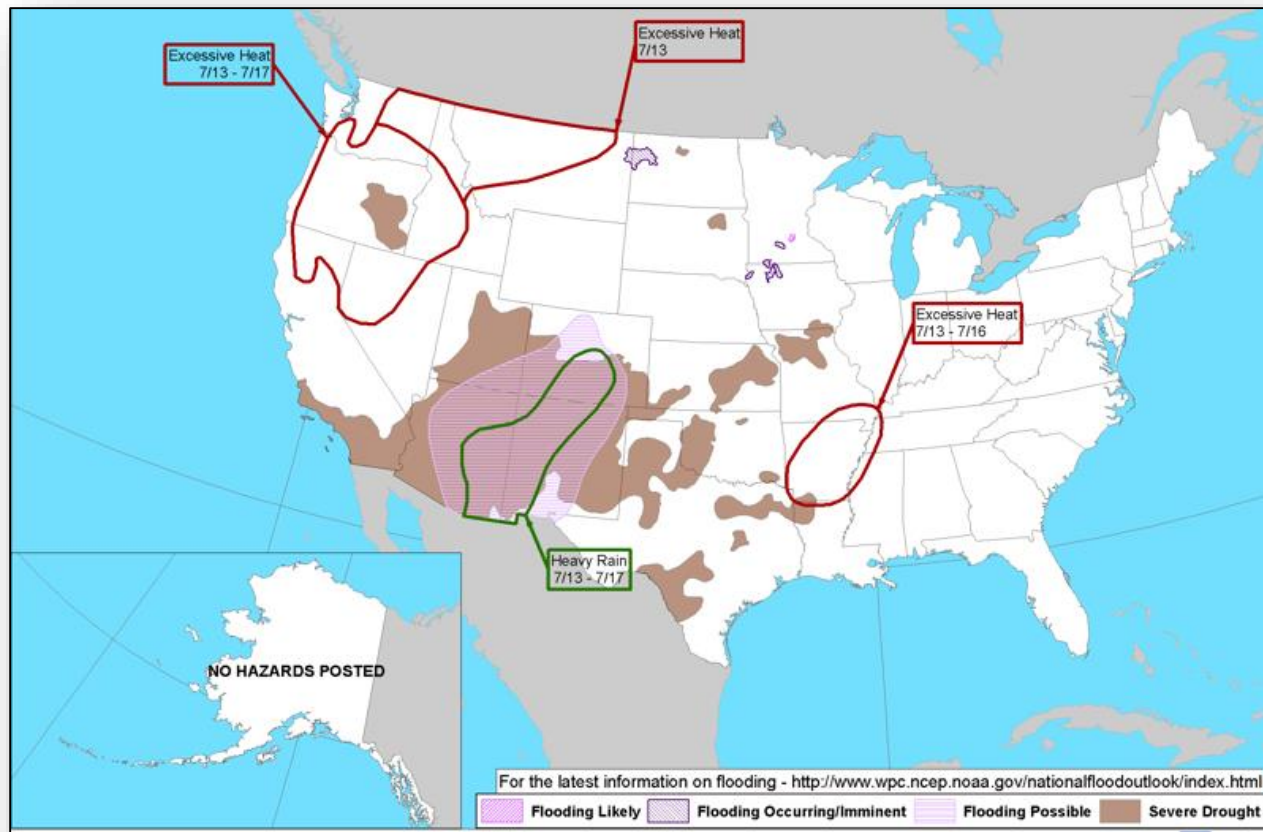 Excessive Heat
7/13
Excessive Heat
7/13 - 7/17
Excessive Heat
7/13 - 7/16
Heavy Rain
7/13 - 7/17
NO HAZARDS POSTED
For the latest information on flooding - http://www.wpc.ncep.noaa.gov/nationalfloodoutlook/index.html
Flooding Likely
Flooding Occurring/Imminent
Flooding Possible
Severe Drought